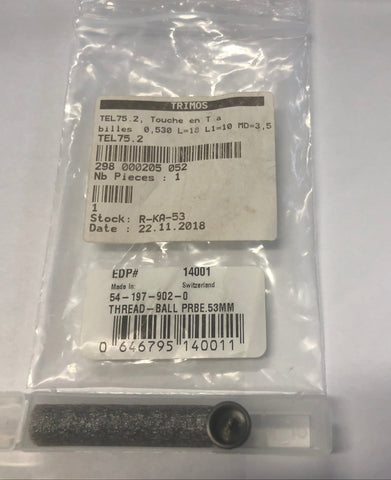 TRIMOS
TEL75.2, Touche en T a
billes 0,530 L=18 L1=10 MD=3,5
TEL75.2
298 000205 052
Nb Pieces : 1
1
Stock: R-KA-53
Date : 22.11.2018
EDP# 14001
Made In: Switzerland
54-197-902-0
THREAD-BALL PRBE.53MM
0 646795 140011